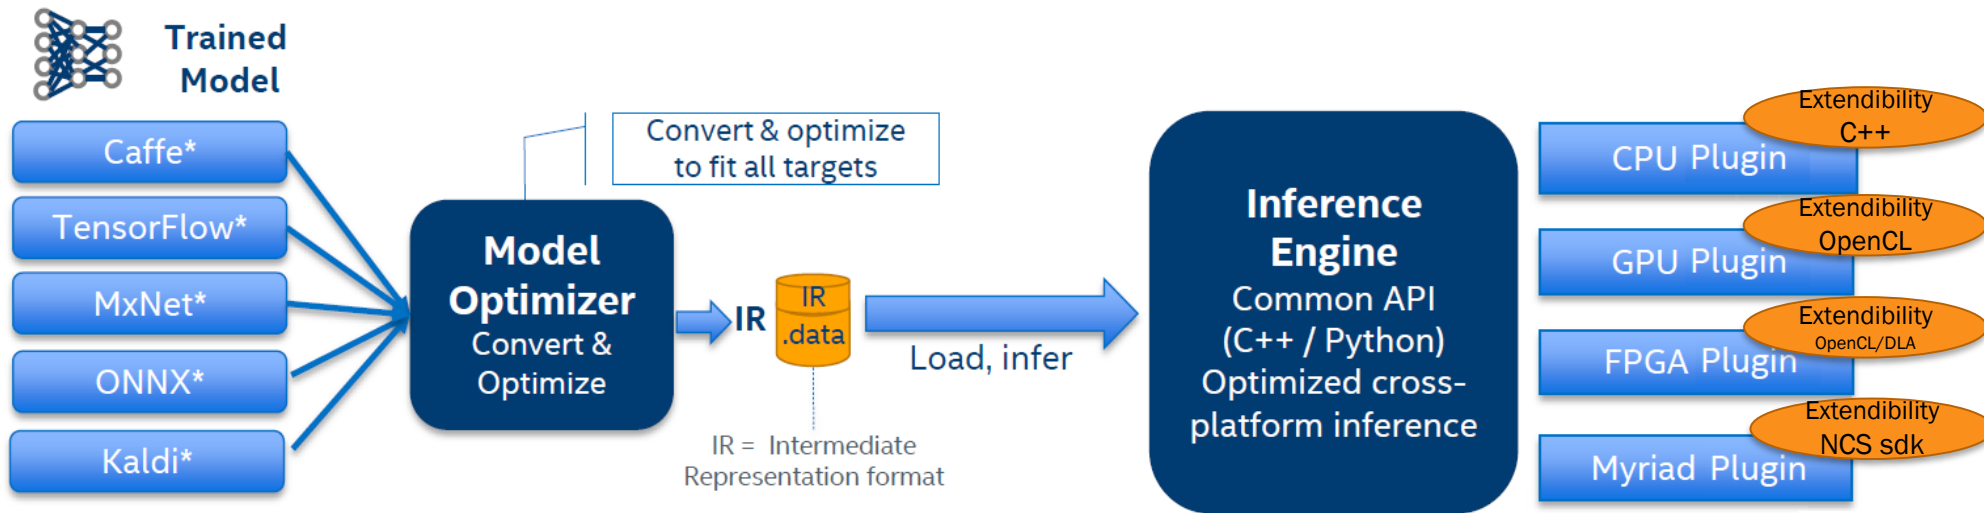 Trained
Model
Caffe*
TensorFlow*
MxNet*
ONNX*
Kaldi*
Convert & optimize
to fit all targets
Model
Optimizer
Convert &
Optimize
IR
IR
.data
IR = Intermediate
Representation format
Load, infer
Inference
Engine
Common API
(C++ / Python)
Optimized cross-
platform inference
Extendibility
C++
CPU Plugin
Extendibility
OpenCL
GPU Plugin
Extendibility
OpenCL/DLA
FPGA Plugin
Extendibility
NCS sdk
Myriad Plugin